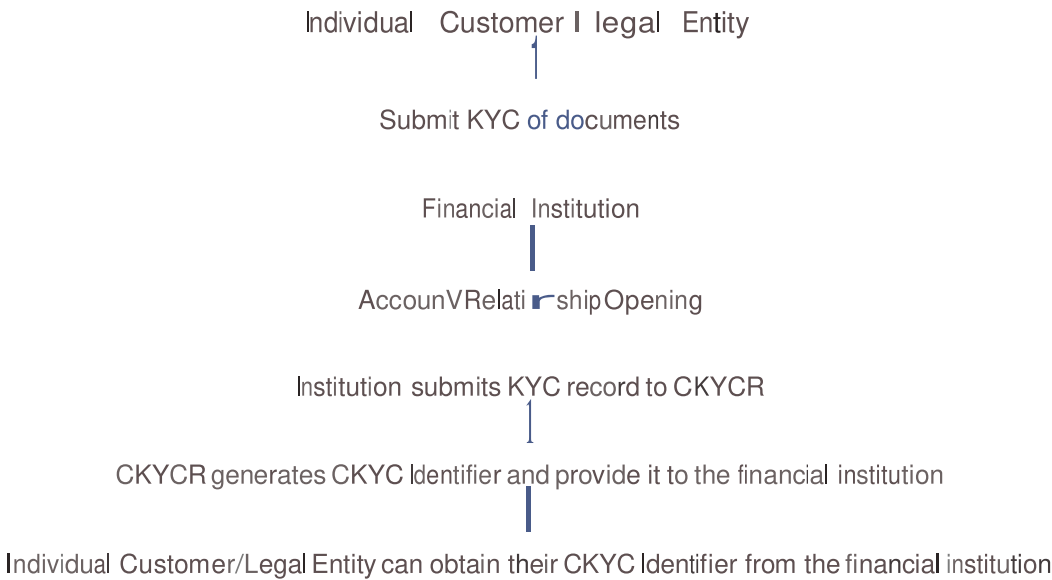 Individual Customer I legal Entity
Submit KYC of documents
Financial Institution
AccounVRelati shipOpening
Institution submits KYC record to CKYCR
CKYCR generates CKYC Identifier and provide it to the financial institution
Individual Customer/Legal Entity can obtain their CKYC Identifier from the financial institution